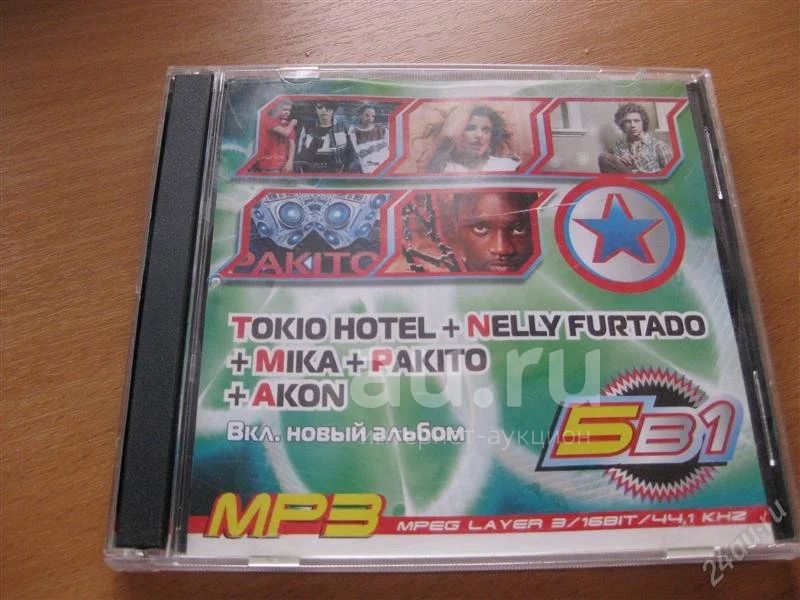 PAKITO
TOKIO HOTEL + NELLY FURTADO
+ MIKA + PAKITO
+ AKON
Вкл. новый альбом
5в1
MP3
MPEG LAYER 3/16BIT/44,1 KHZ
au.ru
интернет-аукцион
24au.ru